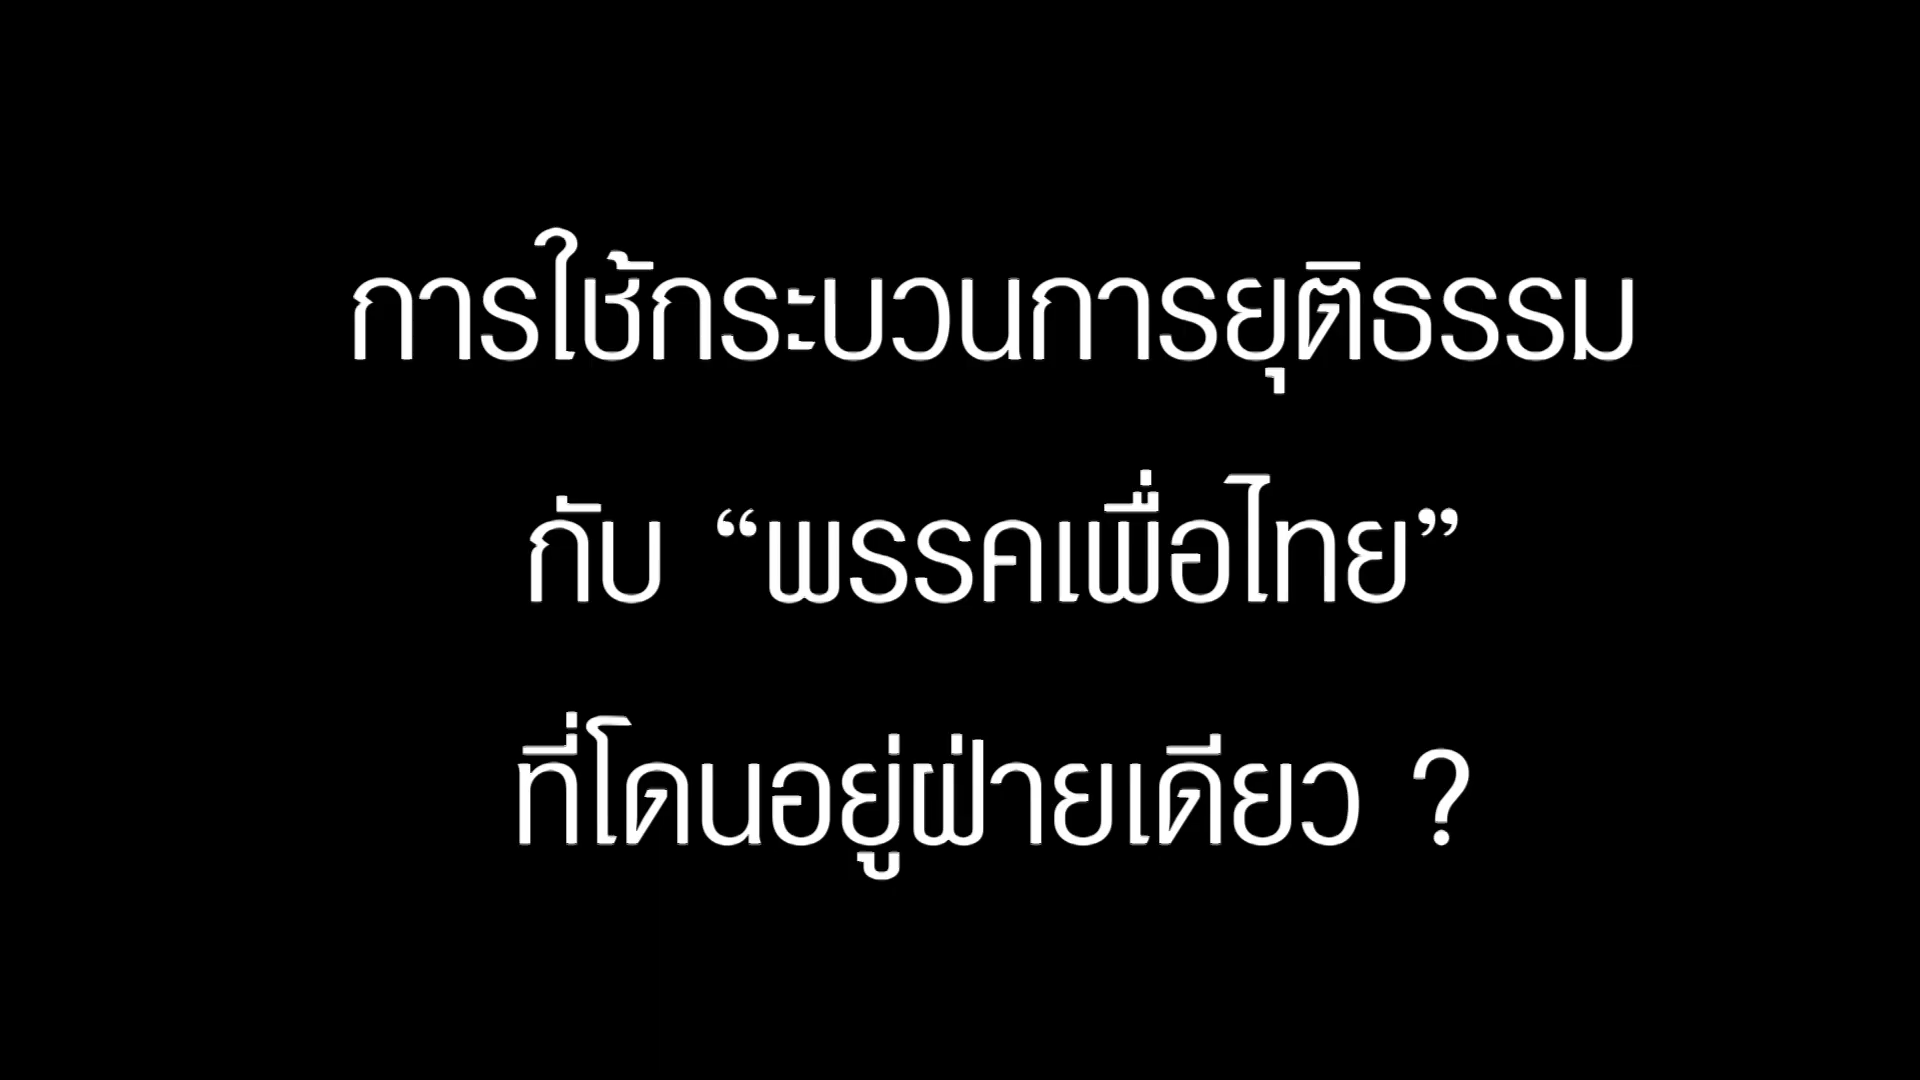 การใช้กระบวนการยุติธรรม
กับ “พรรคเพื่อไทย”
ที่โดนอยู่ฝ่ายเดียว ?